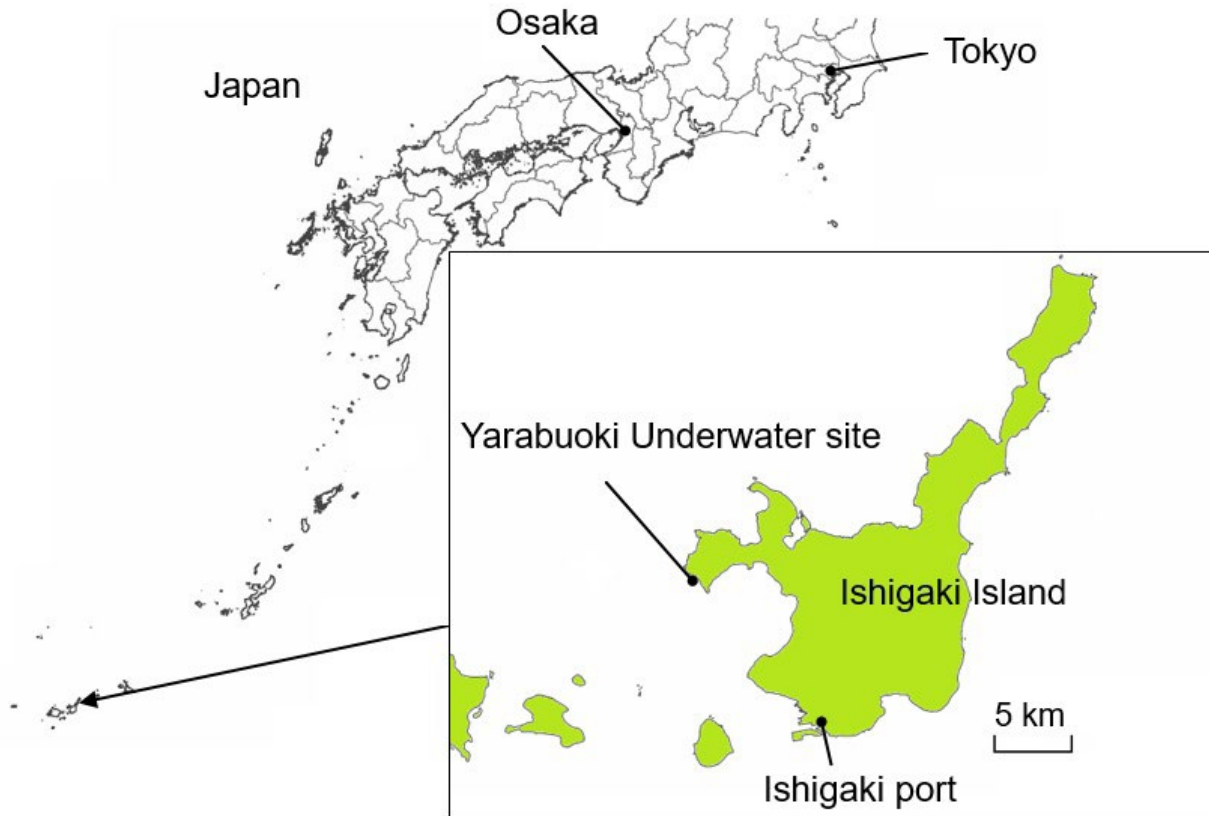 Osaka
Tokyo
Japan
Yarabuoki Underwater site
Ishigaki Island
5 km
Ishigaki port